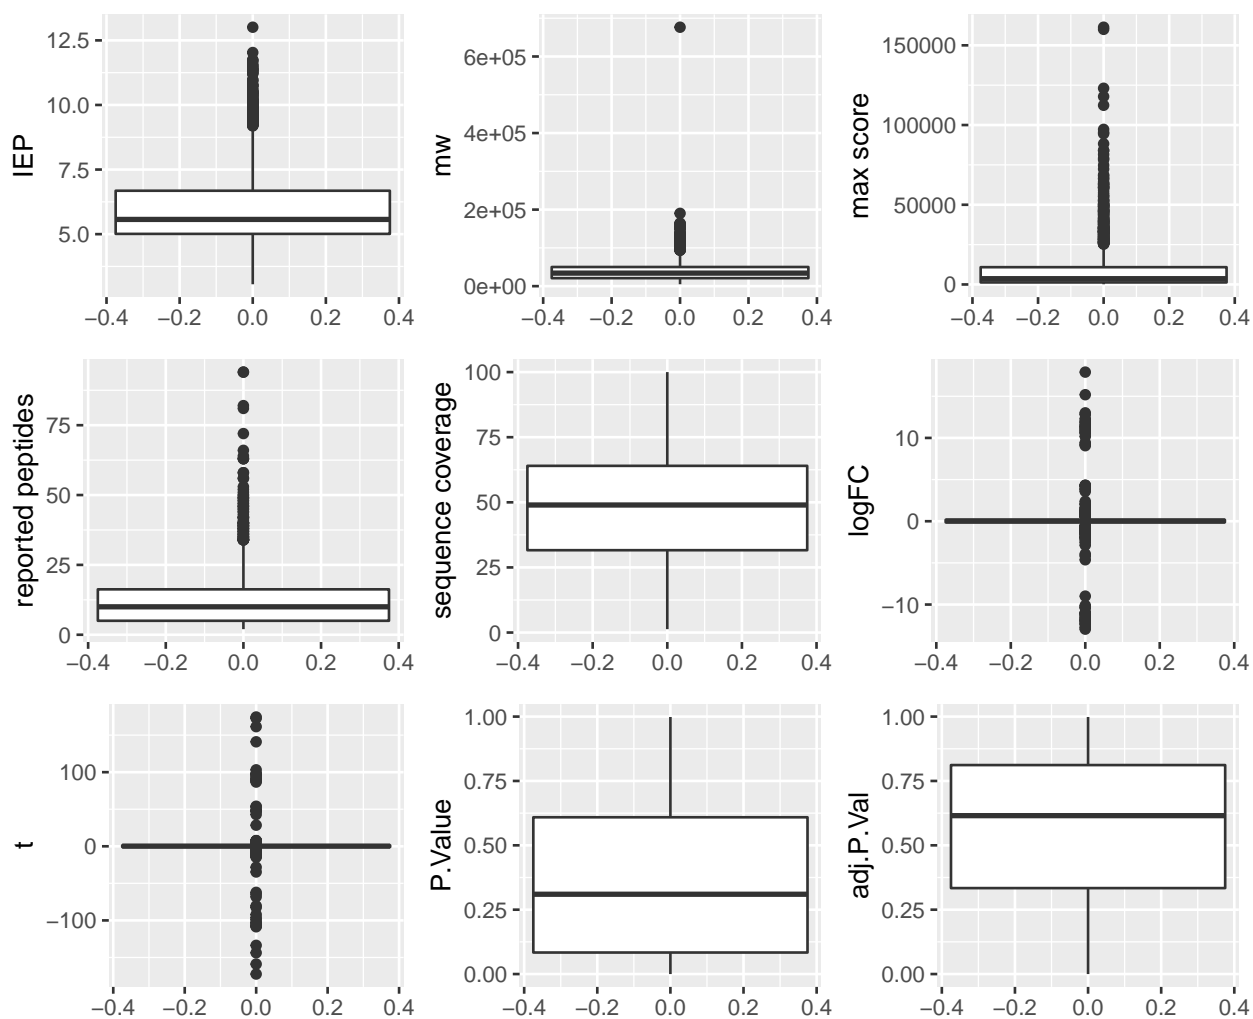 IEP
12.5
10.0
7.5
5.0
−0.4 −0.2 0.0 0.2 0.4
mw
6e+05
4e+05
2e+05
0e+00
−0.4 −0.2 0.0 0.2 0.4
max score
150000
100000
50000
0
−0.4 −0.2 0.0 0.2 0.4
reported peptides
75
50
25
0
−0.4 −0.2 0.0 0.2 0.4
sequence coverage
100
75
50
25
0
−0.4 −0.2 0.0 0.2 0.4
logFC
10
0
−10
−0.4 −0.2 0.0 0.2 0.4
t
100
0
−100
−0.4 −0.2 0.0 0.2 0.4
P.Value
1.00
0.75
0.50
0.25
0.00
−0.4 −0.2 0.0 0.2 0.4
adj.P.Val
1.00
0.75
0.50
0.25
0.00
−0.4 −0.2 0.0 0.2 0.4